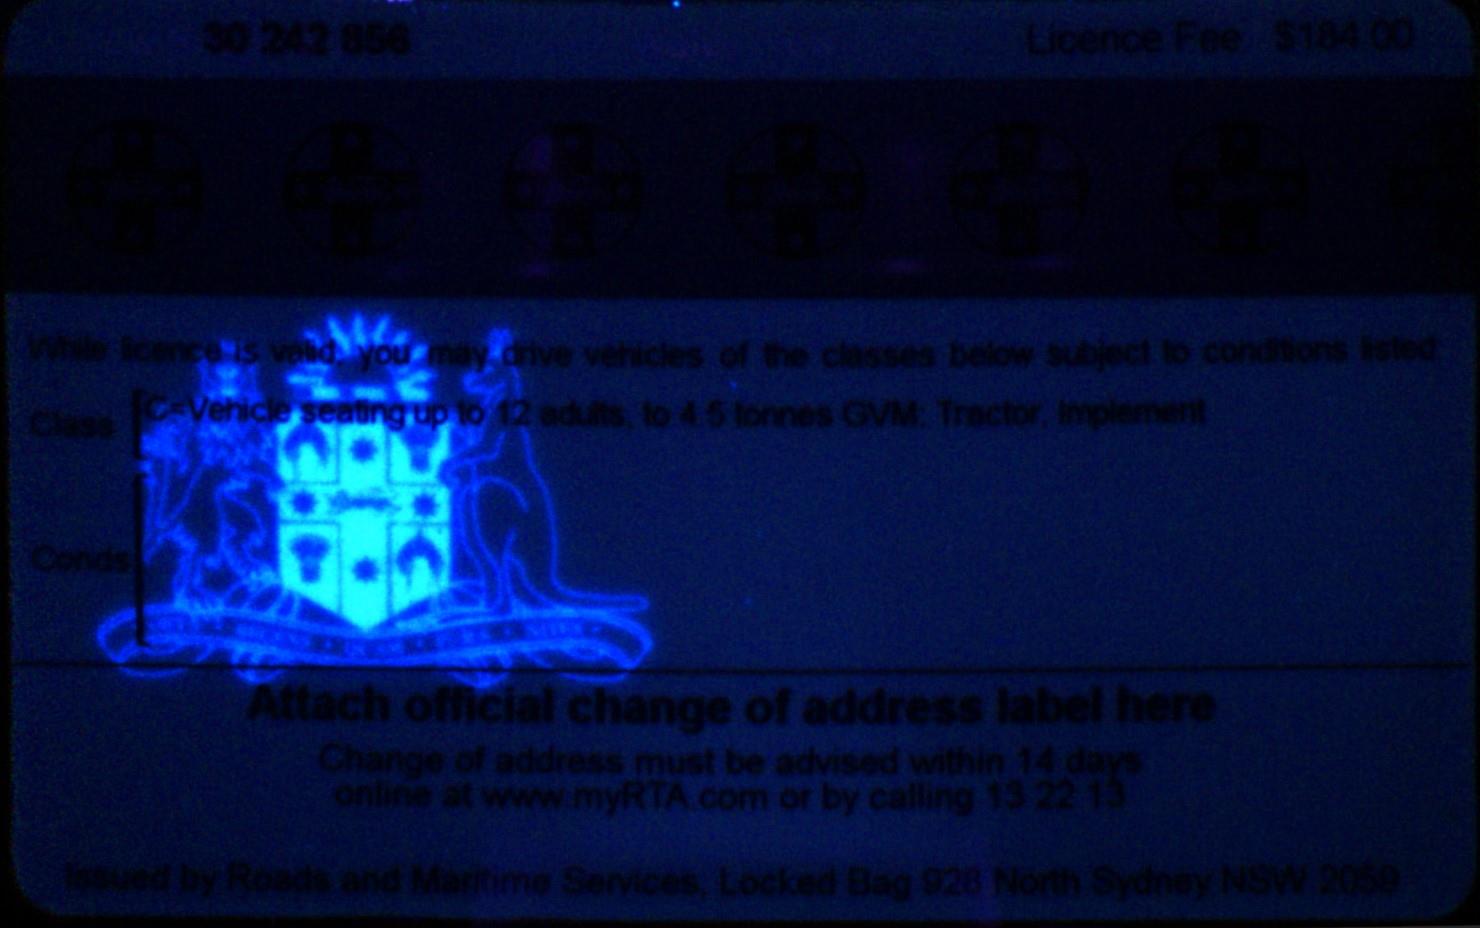 30 242 856
Licence Fee $184.00
While licence is valid, you may drive vehicles of the classes below subject to conditions listed
Class C=Vehicle seating up to 12 adults, to 4.5 tonnes GVM: Tractor, Implement
Conds
Attach official change of address label here
Change of address must be advised within 14 days
online at www.myRTA.com or by calling 13 22 13
Issued by Roads and Maritime Services, Locked Bag 928 North Sydney NSW 2059